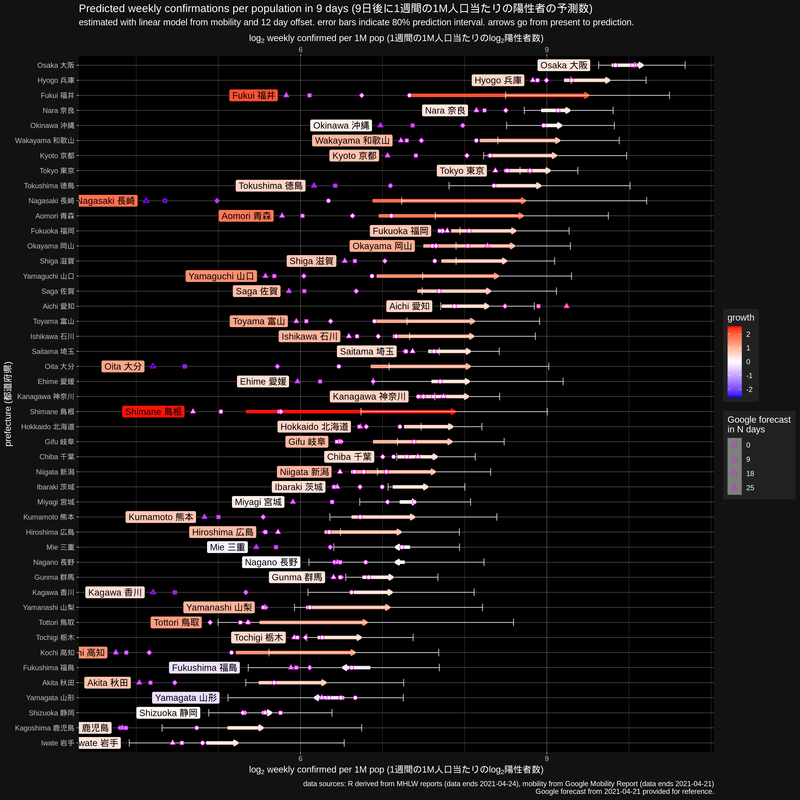 Predicted weekly confirmations per population in 9 days (9日後に1週間の1M人口当たりの陽性者の予測数)
estimated with linear model from mobility and 12 day offset. error bars indicate 80% prediction interval. arrows go from present to prediction.
log2 weekly confirmed per 1M pop (1週間の1M人口当たりのlog2陽性者数)
6 9
Osaka 大阪 Osaka 大阪
Hyogo 兵庫 Hyogo 兵庫
Fukui 福井 Fukui 福井
Nara 奈良 Nara 奈良
Okinawa 沖縄 Okinawa 沖縄
Wakayama 和歌山 Wakayama 和歌山
Kyoto 京都 Kyoto 京都
Tokyo 東京 Tokyo 東京
Tokushima 徳島 Tokushima 徳島
Nagasaki 長崎 Nagasaki 長崎
Aomori 青森 Aomori 青森
Fukuoka 福岡 Fukuoka 福岡
Okayama 岡山 Okayama 岡山
Shiga 滋賀 Shiga 滋賀
Yamaguchi 山口 Yamaguchi 山口
Saga 佐賀 Saga 佐賀
Aichi 愛知 Aichi 愛知
Toyama 富山 Toyama 富山
Ishikawa 石川 Ishikawa 石川
Saitama 埼玉 Saitama 埼玉
Oita 大分 Oita 大分
Ehime 愛媛 Ehime 愛媛
Kanagawa 神奈川 Kanagawa 神奈川
Shimane 島根 Shimane 島根
Hokkaido 北海道 Hokkaido 北海道
Gifu 岐阜 Gifu 岐阜
Chiba 千葉 Chiba 千葉
Niigata 新潟 Niigata 新潟
Ibaraki 茨城 Ibaraki 茨城
Miyagi 宮城 Miyagi 宮城
Kumamoto 熊本 Kumamoto 熊本
Hiroshima 広島 Hiroshima 広島
Mie 三重 Mie 三重
Nagano 長野 Nagano 長野
Gunma 群馬 Gunma 群馬
Kagawa 香川 Kagawa 香川
Yamanashi 山梨 Yamanashi 山梨
Tottori 鳥取 Tottori 鳥取
Tochigi 栃木 Tochigi 栃木
Kochi 高知 hi 高知
Fukushima 福島 Fukushima 福島
Akita 秋田 Akita 秋田
Yamagata 山形 Yamagata 山形
Shizuoka 静岡 Shizuoka 静岡
Kagoshima 鹿児島 鹿児島
Iwate 岩手 wate 岩手
6 9
log2 weekly confirmed per 1M pop (1週間の1M人口当たりのlog2陽性者数)
prefecture (都道府県)
growth
2
1
0
-1
-2
Google forecast
in N days
0
9
18
25
data sources: R derived from MHLW reports (data ends 2021-04-24), mobility from Google Mobility Report (data ends 2021-04-21)
Google forecast from 2021-04-21 provided for reference.